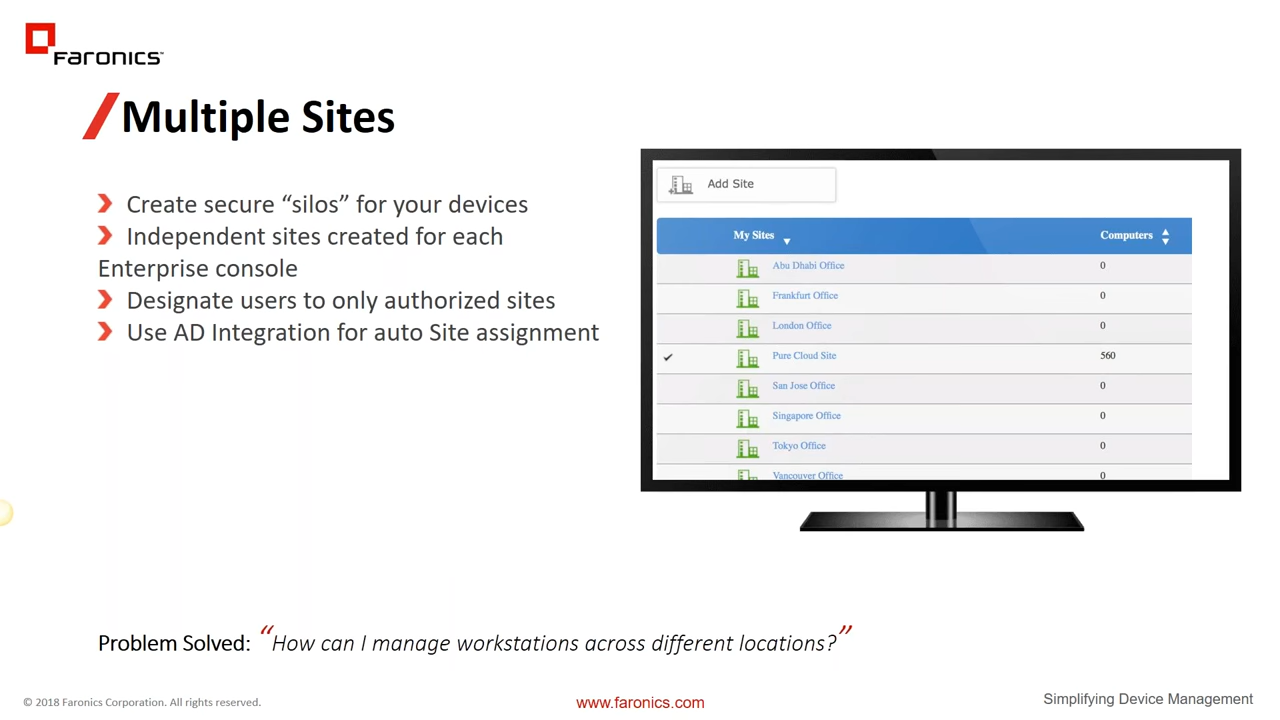 FARONICS™
Multiple Sites
Create secure “silos” for your devices
Independent sites created for each
Enterprise console
Designate users to only authorized sites
Use AD Integration for auto Site assignment
Add Site
My Sites Computers
Abu Dhabi Office 0
Frankfurt Office 0
London Office 0
Pure Cloud Site 560
San Jose Office 0
Singapore Office 0
Tokyo Office 0
Vancouver Office 0
Problem Solved: “How can I manage workstations across different locations?”
© 2018 Faronics Corporation. All rights reserved. www.faronics.com Simplifying Device Management